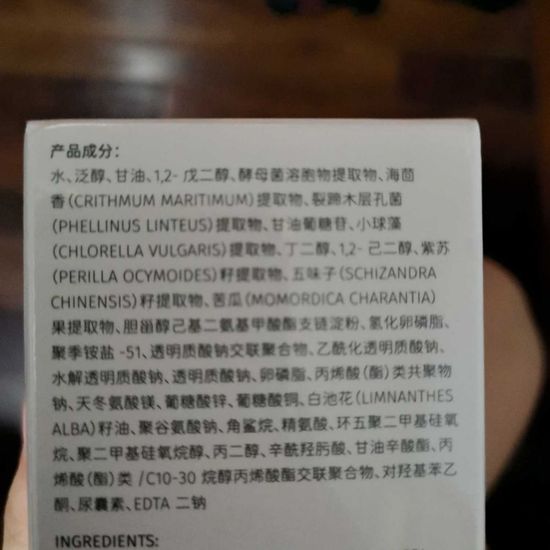 产品成分：
水、泛醇、甘油、1,2- 戊二醇、酵母菌溶胞物提取物、海茴
香(CRITHMUM MARITIMUM)提取物、裂蹄木层孔菌
(PHELLINUS LINTEUS)提取物、甘油葡糖苷、小球藻
(CHLORELLA VULGARIS)提取物、丁二醇、1,2- 己二醇、紫苏
(PERILLA OCYMOIDES)籽提取物、五味子(SCHIZANDRA
CHINENSIS)籽提取物、苦瓜(MOMORDICA CHARANTIA)
果提取物、胆甾醇己基二氨基甲酸酯支链淀粉、氢化卵磷脂、
聚季铵盐 -51、透明质酸钠交联聚合物、乙酰化透明质酸钠、
水解透明质酸钠、透明质酸钠、卵磷脂、丙烯酸(酯)类共聚物
钠、天冬氨酸镁、葡糖酸锌、葡糖酸铜、白池花(LIMNANTHES
ALBA)籽油、聚谷氨酸钠、角鲨烷、精氨酸、环五聚二甲基硅氧
烷、聚二甲基硅氧烷醇、丙二醇、辛酰羟肟酸、甘油辛酸酯、丙
烯酸(酯)类 /C10-30 烷醇丙烯酸酯交联聚合物、对羟基苯乙
酮、尿囊素、EDTA 二钠
INGREDIENTS: